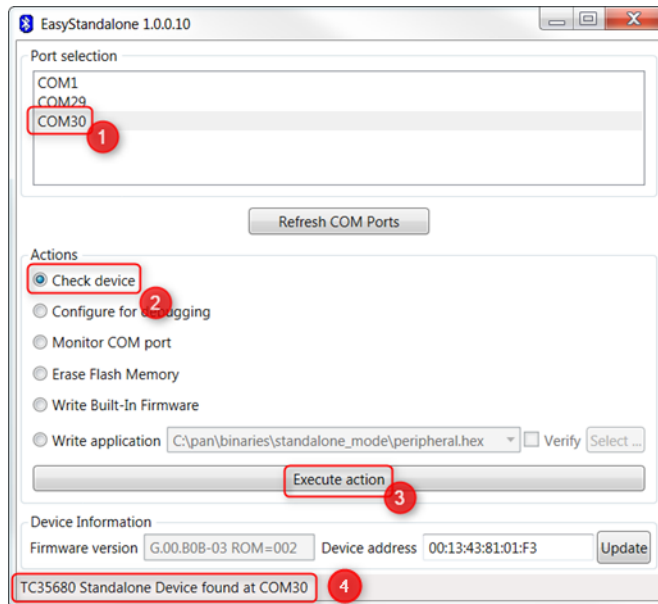 EasyStandalone 1.0.0.10
Port selection
COM1
COM29
COM30
1
Refresh COM Ports
Actions
Check device
2
Configure for debugging
Monitor COM port
Erase Flash Memory
Write Built-In Firmware
Write application C:\pan\binaries\standalone_mode\peripheral.hex Verify Select ...
Execute action
3
Device Information
Firmware version G.00.B0B-03 ROM=002 Device address 00:13:43:81:01:F3 Update
TC35680 Standalone Device found at COM30 4